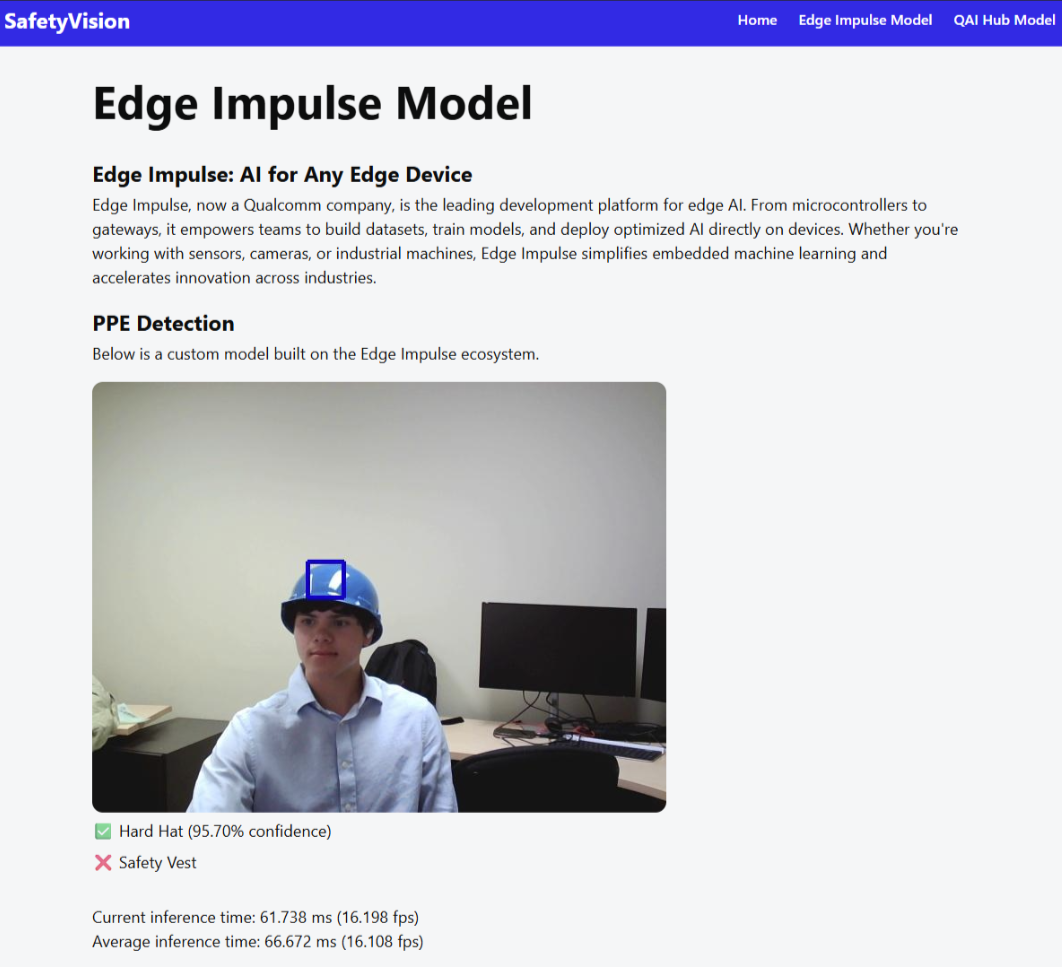 SafetyVision
Home Edge Impulse Model QAI Hub Model
Edge Impulse Model
Edge Impulse: AI for Any Edge Device
Edge Impulse, now a Qualcomm company, is the leading development platform for edge AI. From microcontrollers to
gateways, it empowers teams to build datasets, train models, and deploy optimized AI directly on devices. Whether you're
working with sensors, cameras, or industrial machines, Edge Impulse simplifies embedded machine learning and
accelerates innovation across industries.
PPE Detection
Below is a custom model built on the Edge Impulse ecosystem.
Hard Hat (95.70% confidence)
Safety Vest
Current inference time: 61.738 ms (16.198 fps)
Average inference time: 66.672 ms (16.108 fps)